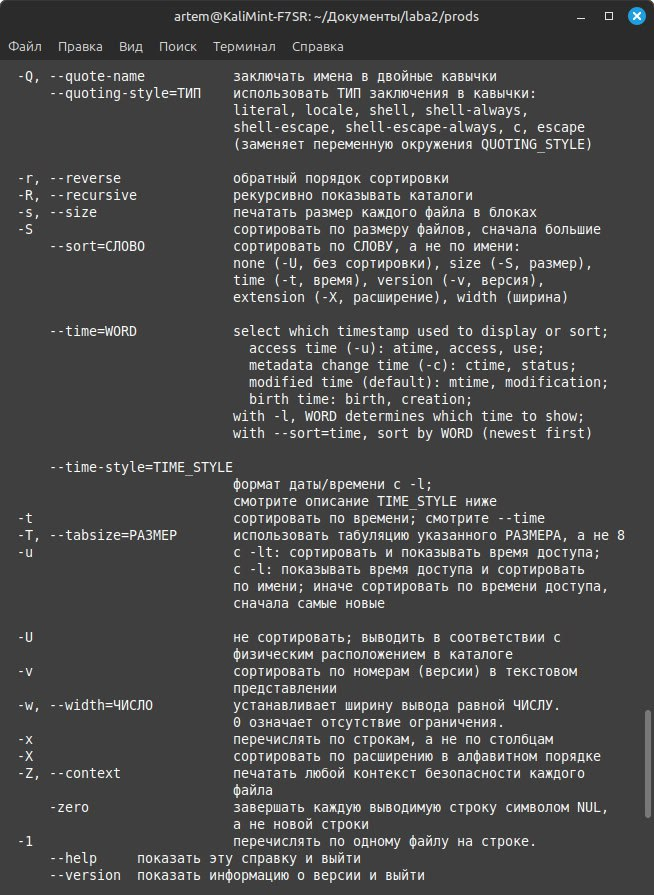 artem@KaliMint-F7SR: ~/Документы/laba2/prods
Файл Правка Вид Поиск Терминал Справка
-Q, --quote-name заключать имена в двойные кавычки
--quoting-style=ТИП использовать ТИП заключения в кавычки:
literal, locale, shell, shell-always,
shell-escape, shell-escape-always, c, escape
(заменяет переменную окружения QUOTING_STYLE)
-r, --reverse обратный порядок сортировки
-R, --recursive рекурсивно показывать каталоги
-s, --size печатать размер каждого файла в блоках
-S сортировать по размеру файлов, сначала большие
--sort=СЛОВО сортировать по СЛОВУ, а не по имени:
none (-U, без сортировки), size (-S, размер),
time (-t, время), version (-v, версия),
extension (-X, расширение), width (ширина)
--time=WORD select which timestamp used to display or sort;
access time (-u): atime, access, use;
metadata change time (-c): ctime, status;
modified time (default): mtime, modification;
birth time: birth, creation;
with -l, WORD determines which time to show;
with --sort=time, sort by WORD (newest first)
--time-style=TIME_STYLE
формат даты/времени с -l;
смотрите описание TIME_STYLE ниже
-t сортировать по времени; смотрите --time
-T, --tabsize=РАЗМЕР использовать табуляцию указанного РАЗМЕРА, а не 8
-u с -lt: сортировать и показывать время доступа;
с -l: показывать время доступа и сортировать
по имени; иначе сортировать по времени доступа,
сначала самые новые
-U не сортировать; выводить в соответствии с
физическим расположением в каталоге
-v сортировать по номерам (версии) в текстовом
представлении
-w, --width=ЧИСЛО устанавливает ширину вывода равной ЧИСЛУ.
0 означает отсутствие ограничения.
-x перечислять по строкам, а не по столбцам
-X сортировать по расширению в алфавитном порядке
-Z, --context печатать любой контекст безопасности каждого
файла
-zero завершать каждую выводимую строку символом NUL,
а не новой строки
-1 перечислять по одному файлу на строке.
--help показать эту справку и выйти
--version показать информацию о версии и выйти